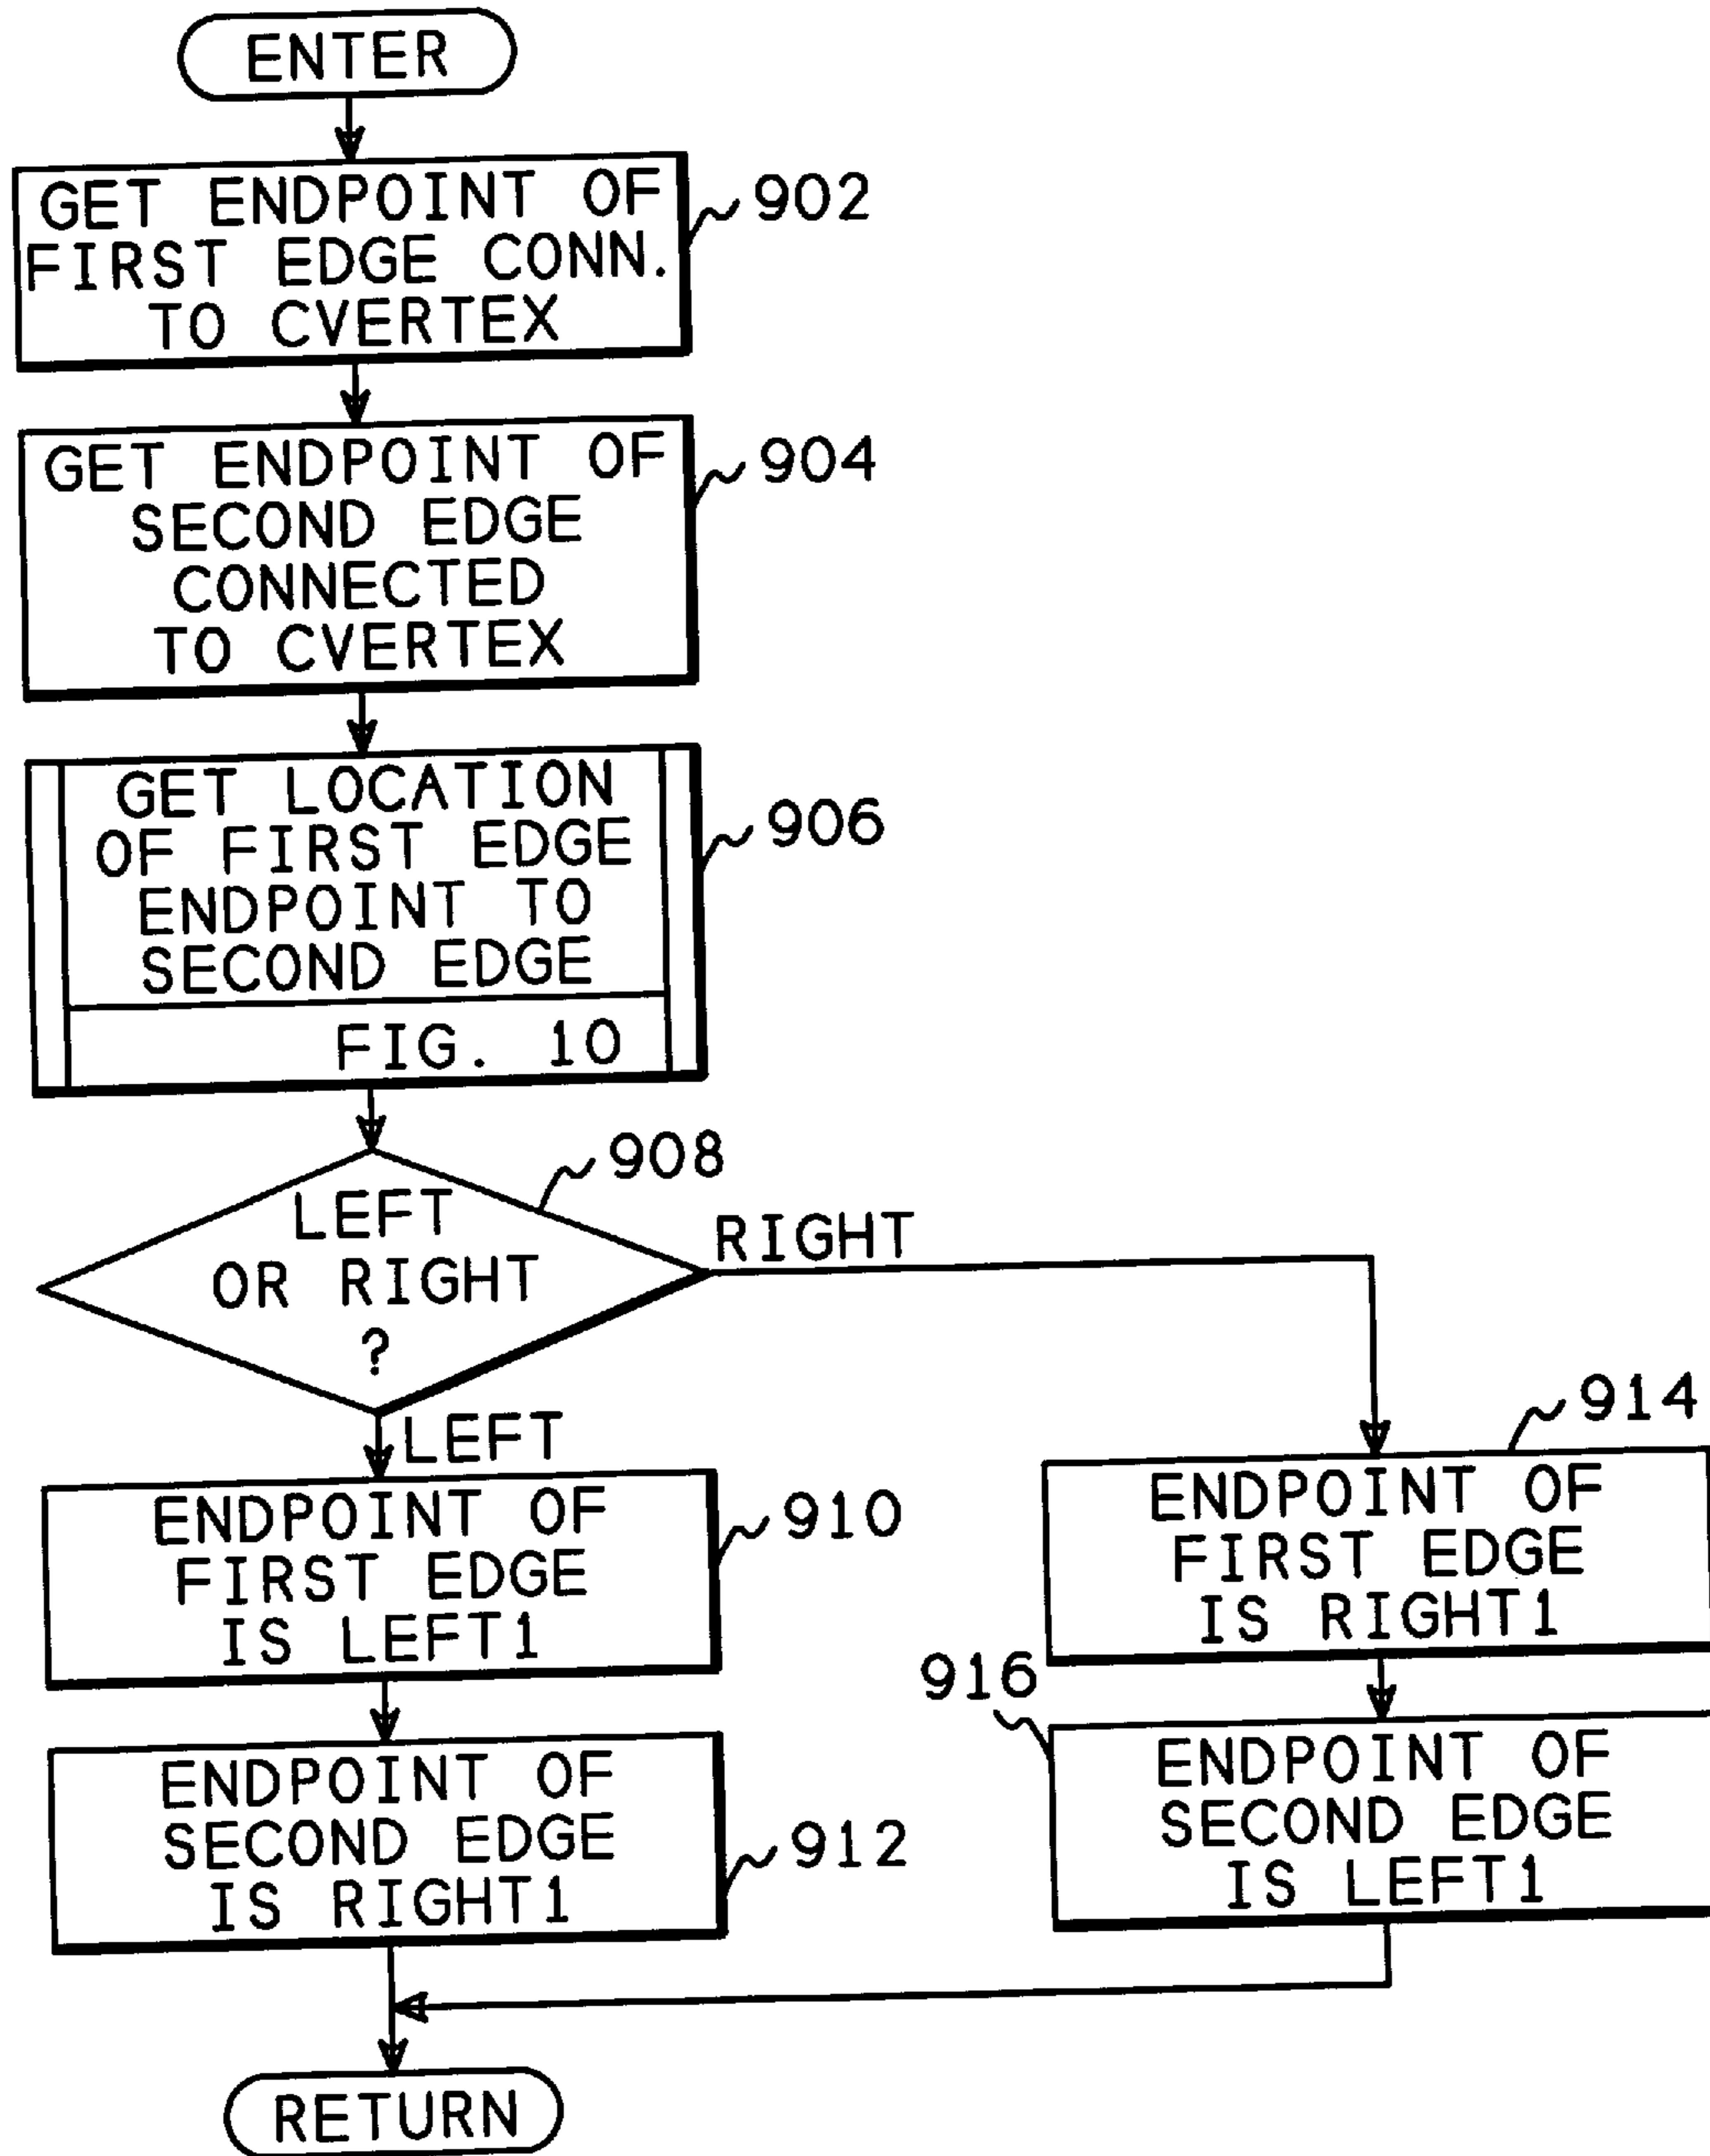 ENTER
GET ENDPOINT OF
FIRST EDGE CONN.
TO CVERTEX
902
GET ENDPOINT OF
SECOND EDGE
CONNECTED
TO CVERTEX
904
GET LOCATION
OF FIRST EDGE
ENDPOINT TO
SECOND EDGE
FIG. 10
906
908
LEFT
OR RIGHT
?
RIGHT
LEFT
ENDPOINT OF
FIRST EDGE
IS LEFT1
910
ENDPOINT OF
SECOND EDGE
IS RIGHT1
912
914
ENDPOINT OF
FIRST EDGE
IS RIGHT1
916
ENDPOINT OF
SECOND EDGE
IS LEFT1
RETURN